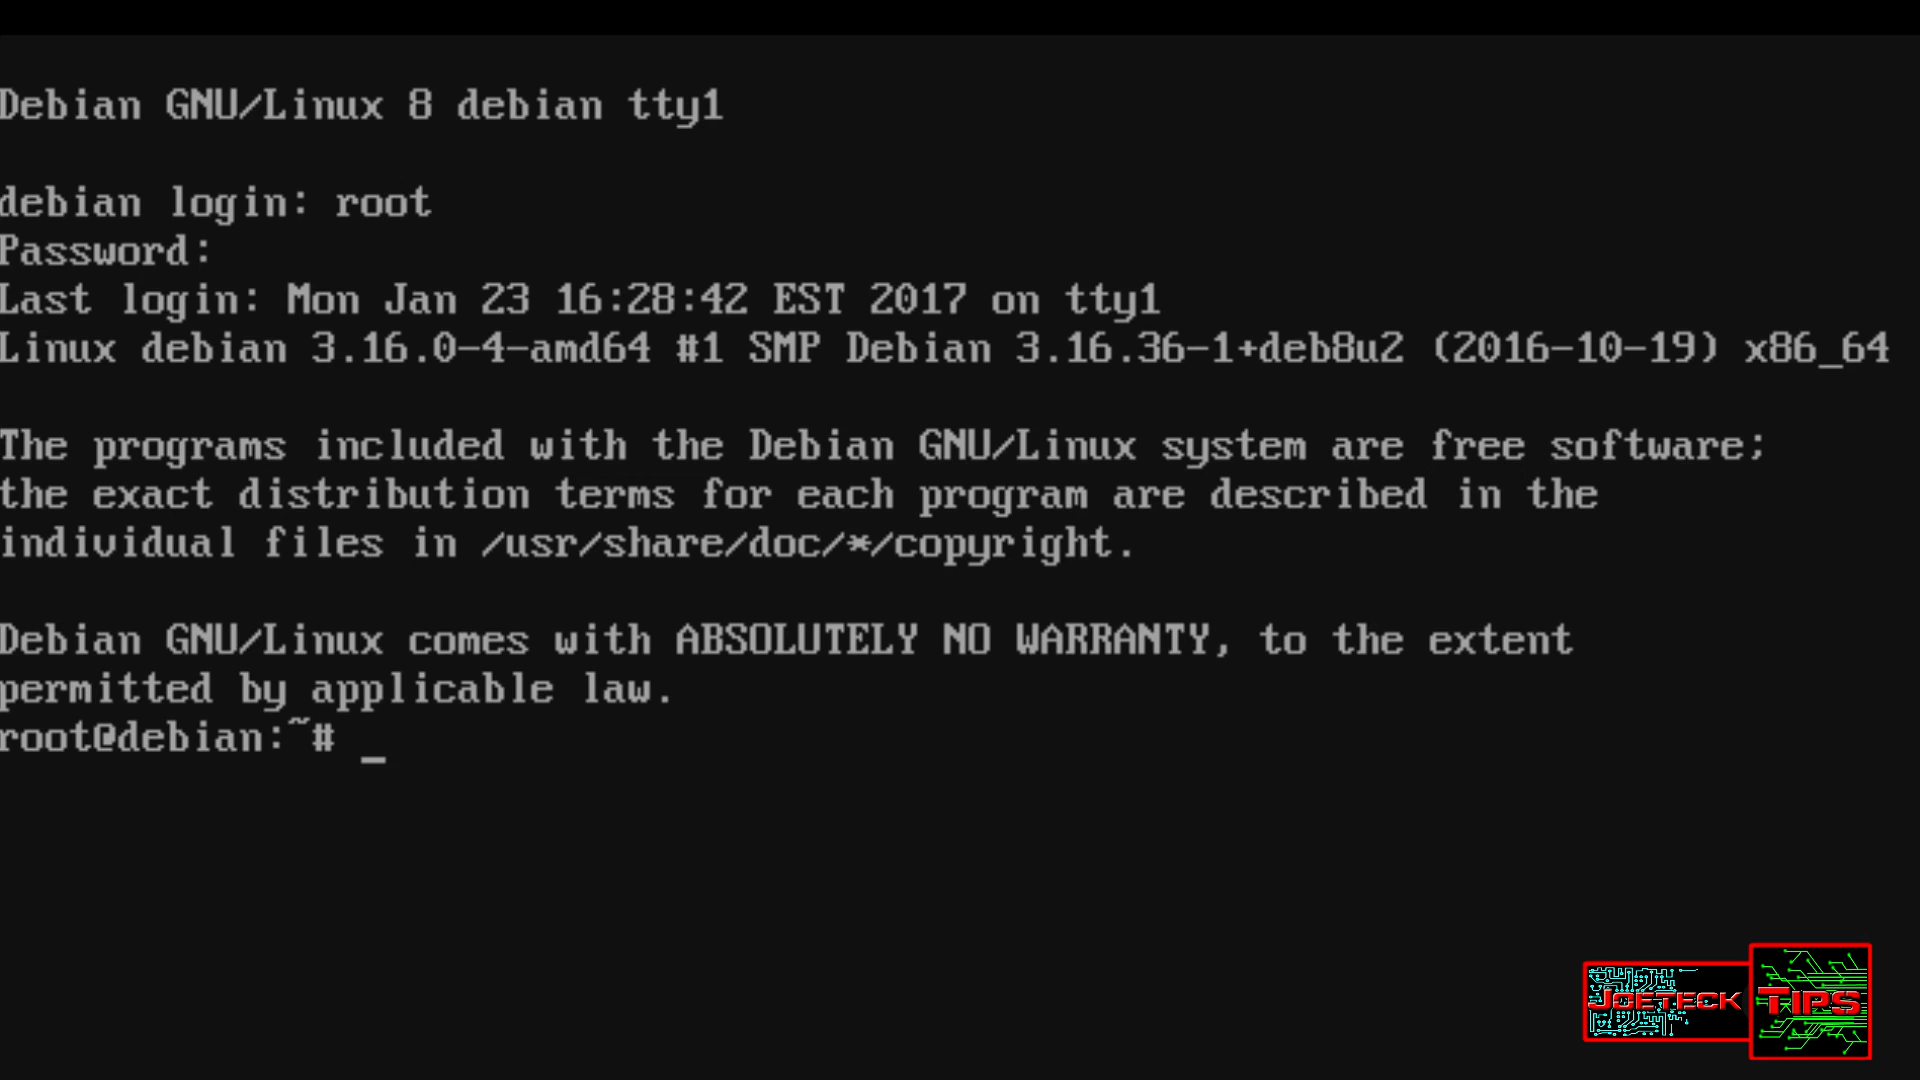 Debian GNU/Linux 8 debian tty1
debian login: root
Password:
Last login: Mon Jan 23 16:28:42 EST 2017 on tty1
Linux debian 3.16.0-4-amd64 #1 SMP Debian 3.16.36-1+deb8u2 (2016-10-19) x86_64
The programs included with the Debian GNU/Linux system are free software;
the exact distribution terms for each program are described in the
individual files in /usr/share/doc/*/copyright.
Debian GNU/Linux comes with ABSOLUTELY NO WARRANTY, to the extent
permitted by applicable law.
root@debian:~# _
JOETECK TIPS